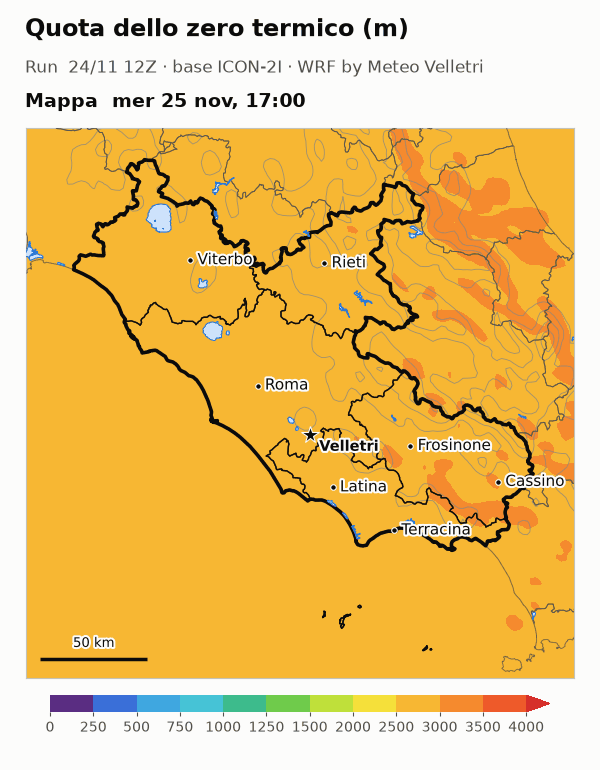 Quota dello zero termico (m)
Run  24/11 12Z · base ICON-2I · WRF by Meteo Velletri
Mappa  mer 25 nov, 17:00
Viterbo
Rieti
Roma
Velletri
Frosinone
Cassino
Latina
Terracina
50 km
0 250 500 750 1000 1250 1500 2000 2500 3000 3500 4000